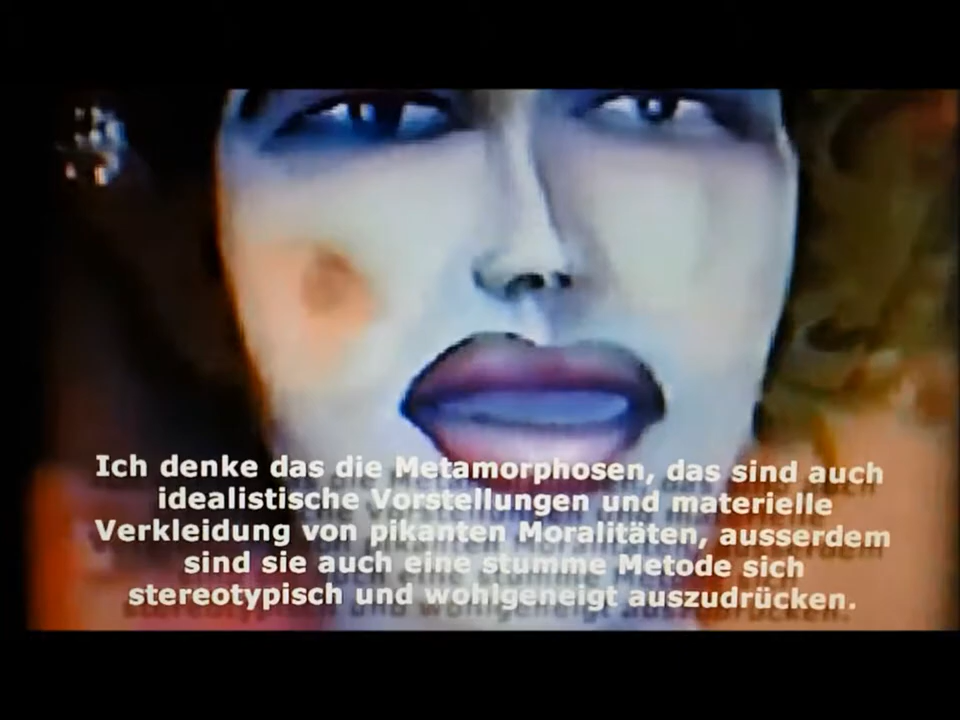 Ich denke das die Metamorphosen, das sind auch
idealistische Vorstellungen und materielle
Verkleidung von pikanten Moralitäten, ausserdem
sind sie auch eine stumme Metode sich
stereotypisch und wohlgeneigt auszudrücken.